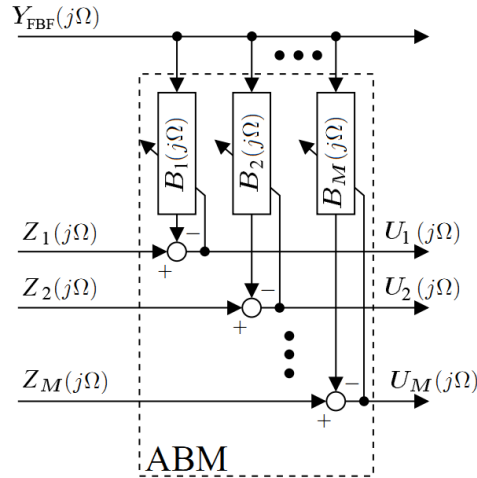 Y_FBF(jΩ)
B_1(jΩ)
B_2(jΩ)
B_M(jΩ)
Z_1(jΩ)
−
+
U_1(jΩ)
Z_2(jΩ)
−
+
U_2(jΩ)
Z_M(jΩ)
−
+
U_M(jΩ)
ABM